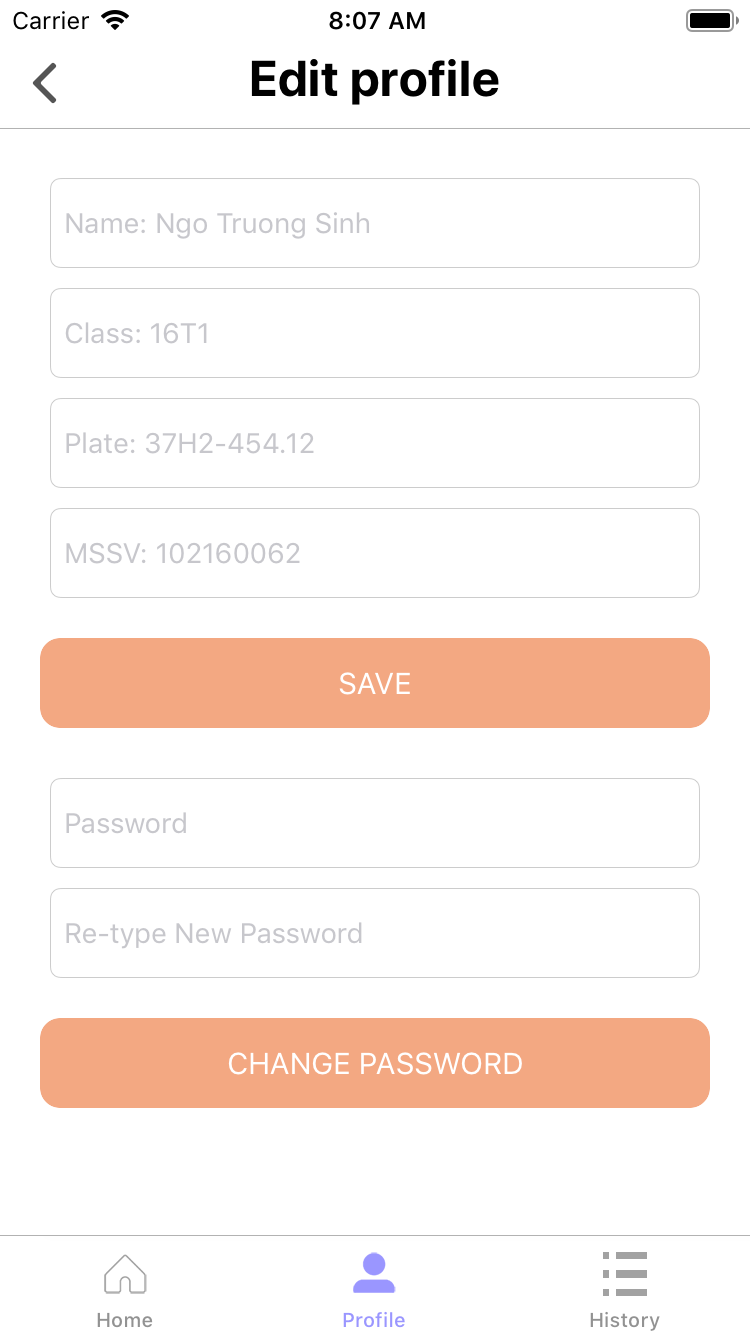 Carrier 8:07 AM
Edit profile
Name: Ngo Truong Sinh
Class: 16T1
Plate: 37H2-454.12
MSSV: 102160062
SAVE
Password
Re-type New Password
CHANGE PASSWORD
Home Profile History